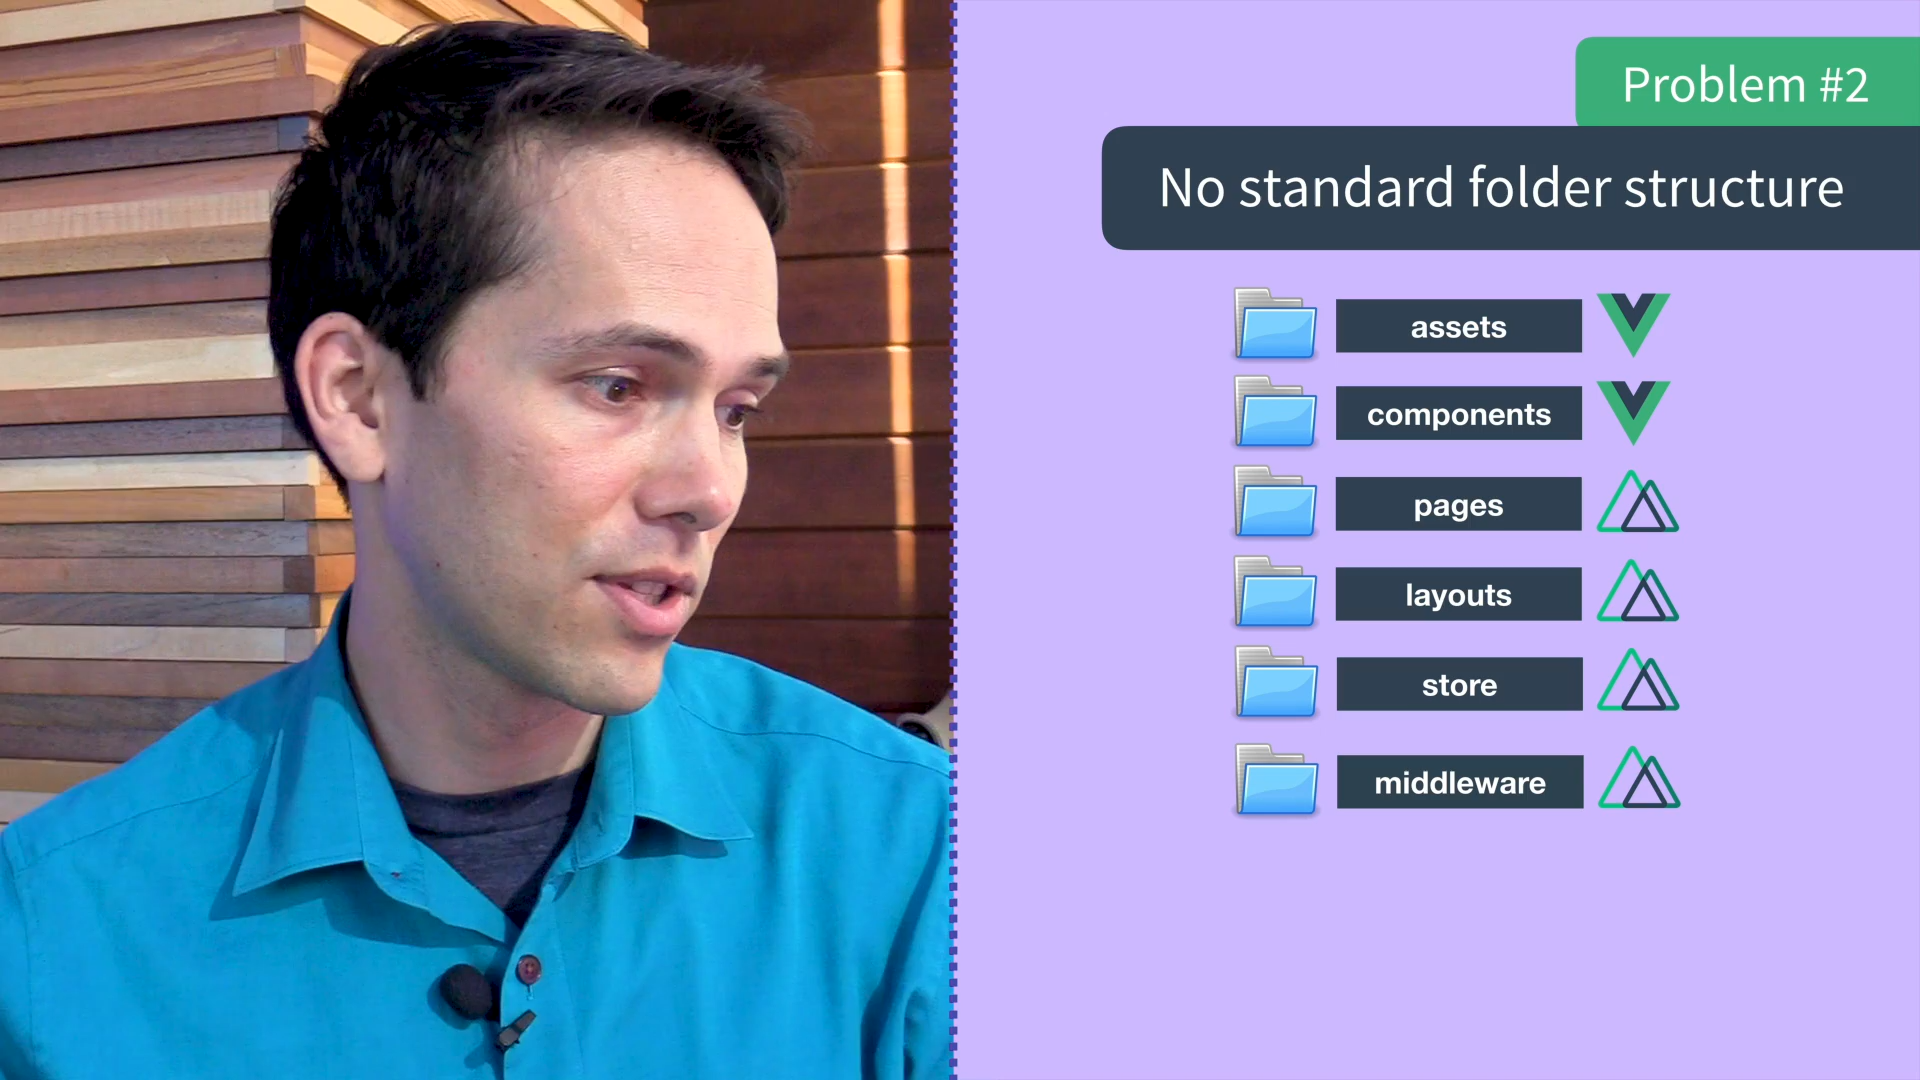 Problem #2
No standard folder structure
assets
components
pages
layouts
store
middleware